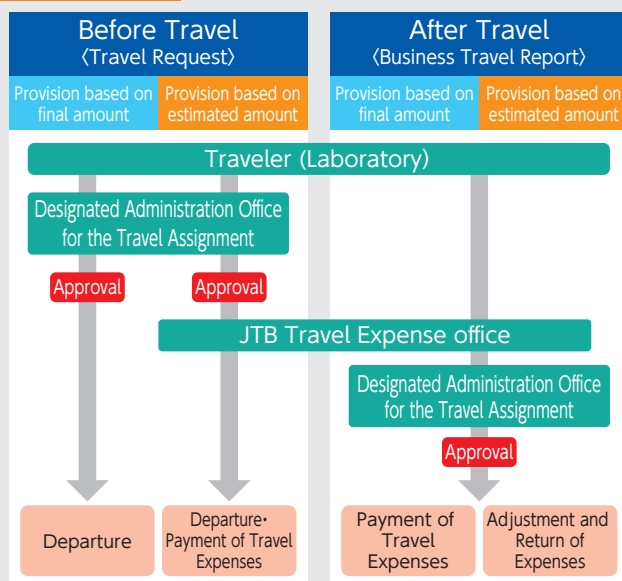 Before Travel
〈Travel Request〉
After Travel
〈Business Travel Report〉
Provision based on
final amount
Provision based on
estimated amount
Provision based on
final amount
Provision based on
estimated amount
Traveler (Laboratory)
Designated Administration Office
for the Travel Assignment
Approval
Approval
JTB Travel Expense office
Designated Administration Office
for the Travel Assignment
Approval
Departure
Departure・
Payment of Travel
Expenses
Payment of
Travel
Expenses
Adjustment and
Return of
Expenses